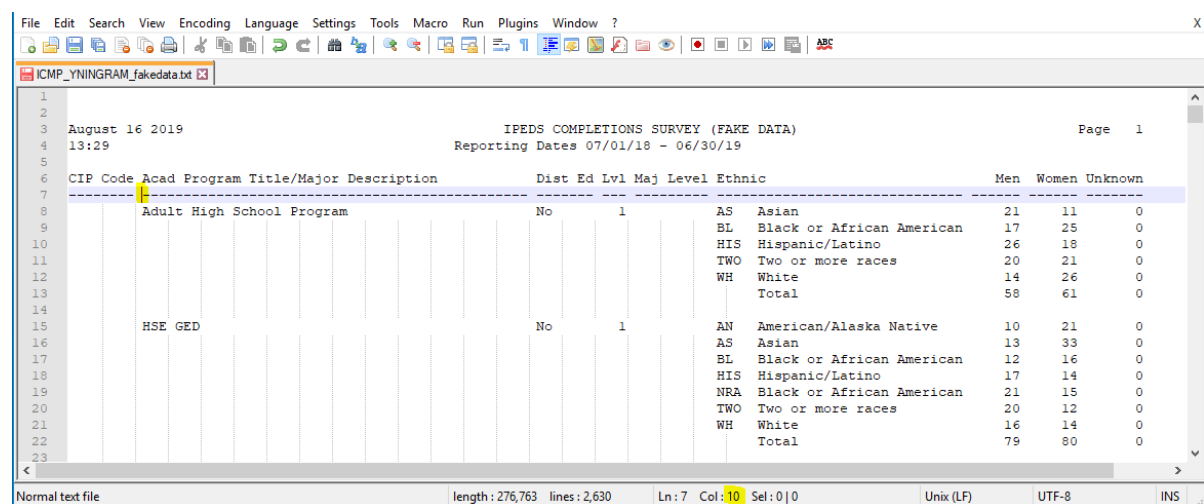 File Edit Search View Encoding Language Settings Tools Macro Run Plugins Window ? X
ABC
ICMP_YNINGRAM_fakedata.txt
1
2
3 August 16 2019 IPEDS COMPLETIONS SURVEY (FAKE DATA) Page 1
4 13:29 Reporting Dates 07/01/18 - 06/30/19
5
6 CIP Code Acad Program Title/Major Description Dist Ed Lvl Maj Level Ethnic Men Women Unknown
7 -------- ----------------------------------------------- ------- --- --------- ------------------------------ ----- ------ -------
8 Adult High School Program No 1 AS Asian 21 11 0
9 BL Black or African American 17 25 0
10 HIS Hispanic/Latino 26 18 0
11 TWO Two or more races 20 21 0
12 WH White 14 26 0
13 Total 58 61 0
14
15 HSE GED No 1 AN American/Alaska Native 10 21 0
16 AS Asian 13 33 0
17 BL Black or African American 12 16 0
18 HIS Hispanic/Latino 17 14 0
19 NRA Black or African American 21 15 0
20 TWO Two or more races 20 12 0
21 WH White 16 14 0
22 Total 79 80 0
23
Normal text file length : 276,763 lines : 2,630 Ln : 7 Col : 10 Sel : 0 | 0 Unix (LF) UTF-8 INS